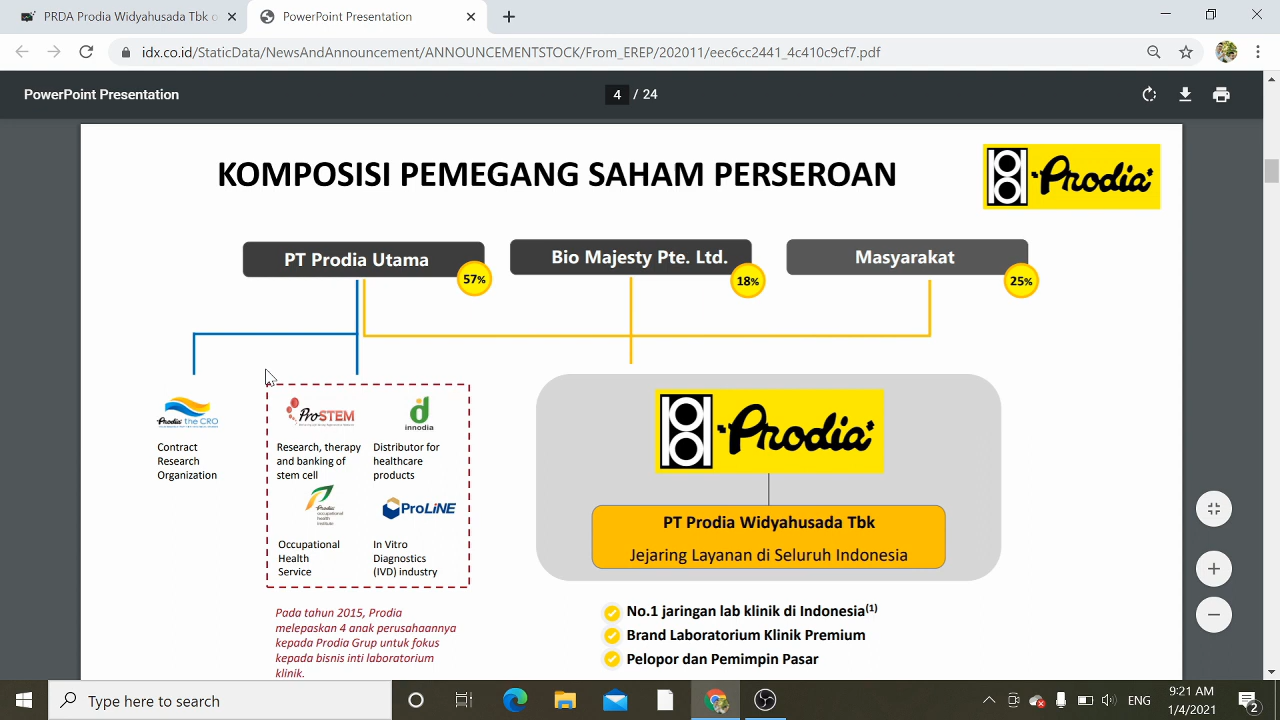 PRDA Prodia Widyahusada Tbk o
PowerPoint Presentation
idx.co.id/StaticData/NewsAndAnnouncement/ANNOUNCEMENTSTOCK/From_EREP/202011/eec6cc2441_4c410c9cf7.pdf
PowerPoint Presentation
4 / 24
KOMPOSISI PEMEGANG SAHAM PERSEROAN
Prodia
PT Prodia Utama
57%
Bio Majesty Pte. Ltd.
18%
Masyarakat
25%
Prodia the CRO
Contract
Research
Organization
ProSTEM
Research, therapy
and banking of
stem cell
innodia
Distributor for
healthcare
products
Prodia
occupational
health
institute
Occupational
Health
Service
ProLiNE
In Vitro
Diagnostics
(IVD) industry
Pada tahun 2015, Prodia
melepaskan 4 anak perusahaannya
kepada Prodia Grup untuk fokus
kepada bisnis inti laboratorium
klinik.
Prodia
PT Prodia Widyahusada Tbk
Jejaring Layanan di Seluruh Indonesia
No.1 jaringan lab klinik di Indonesia(1)
Brand Laboratorium Klinik Premium
Pelopor dan Pemimpin Pasar
Type here to search
ENG
9:21 AM
1/4/2021
2